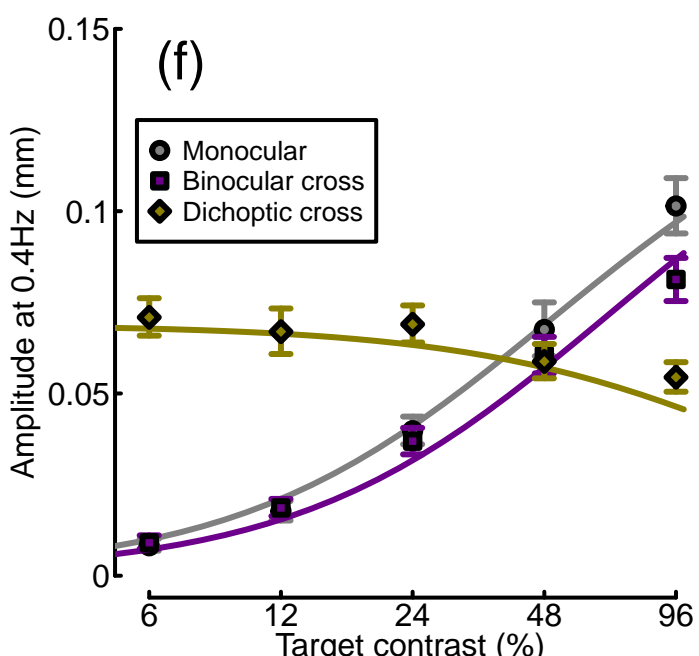 (f)
Monocular
Binocular cross
Dichoptic cross
Amplitude at 0.4Hz (mm)
0.15
0.1
0.05
0
6 12 24 48 96
Target contrast (%)